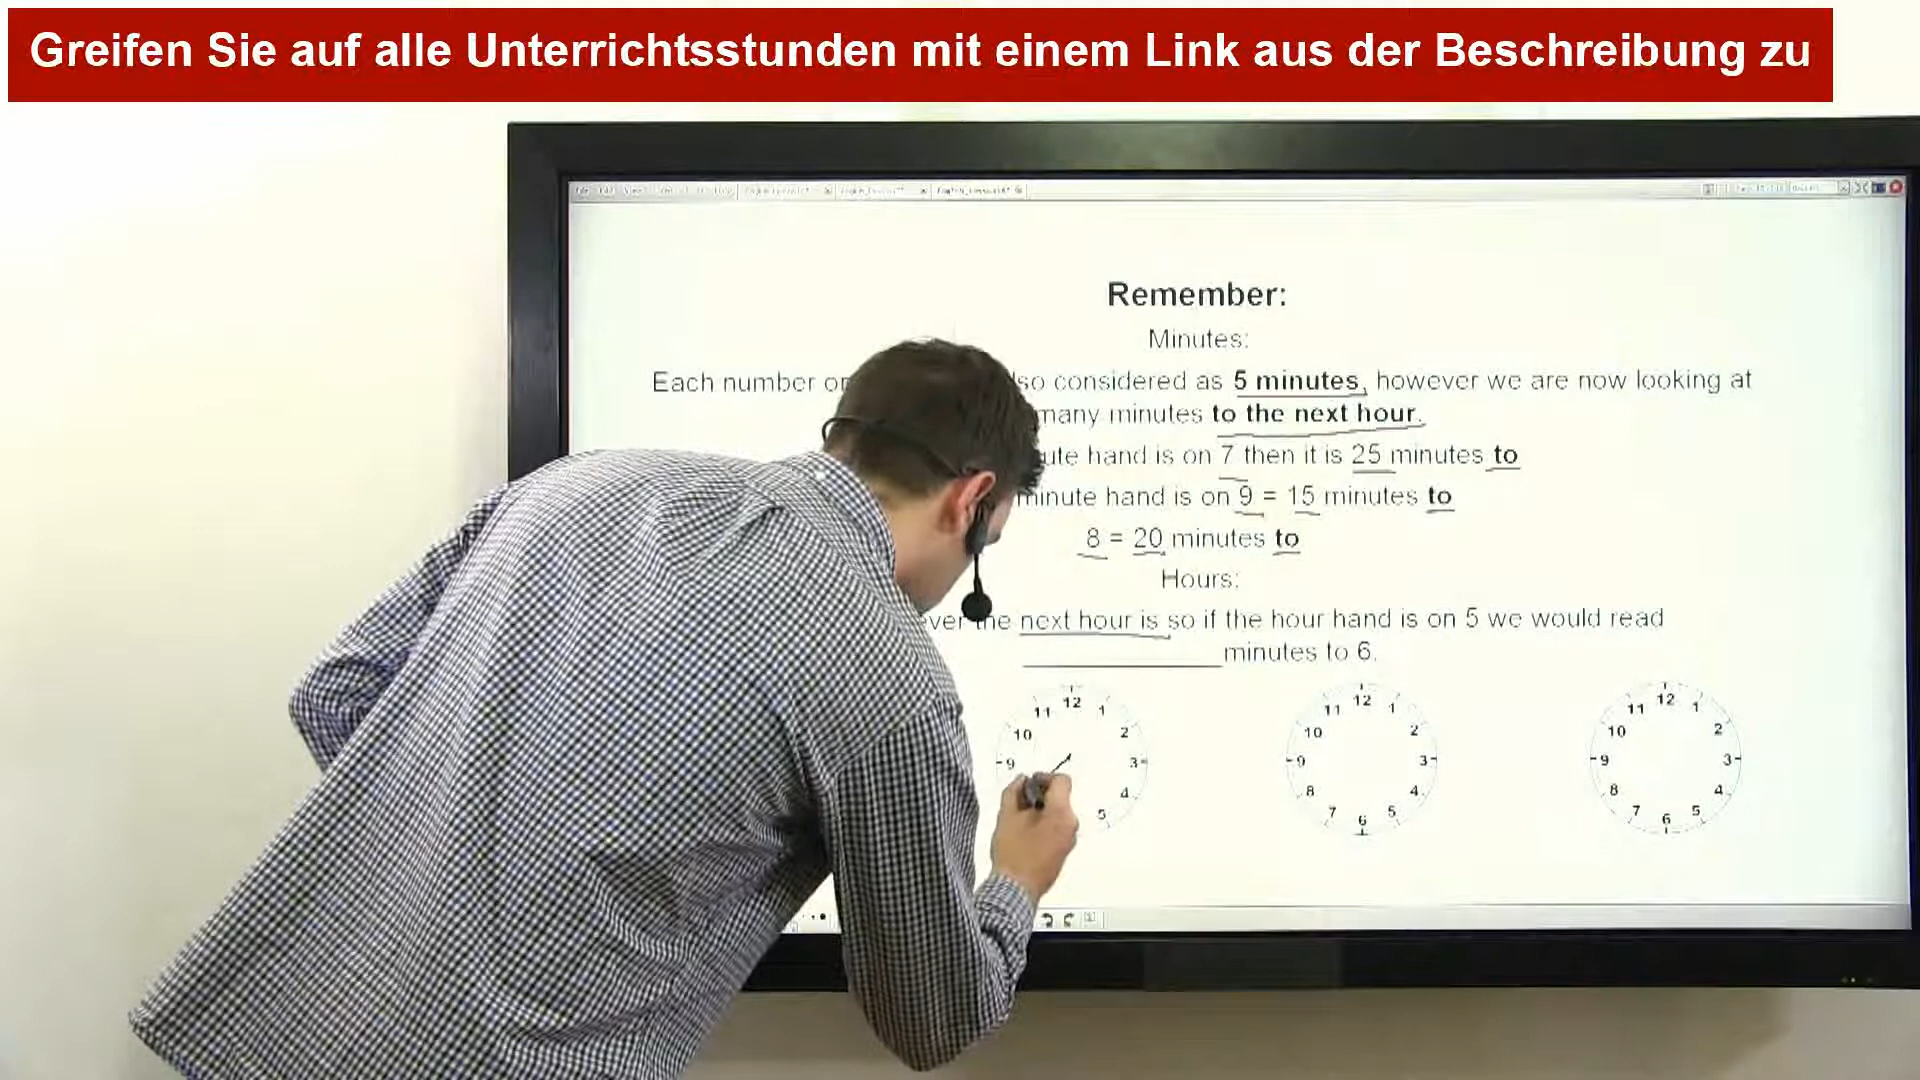 Greifen Sie auf alle Unterrichtsstunden mit einem Link aus der Beschreibung zu
Remember:
Minutes:
Each number so considered as 5 minutes, however we are now looking at
many minutes to the next hour.
hand is on 7 then it is 25 minutes to
minute hand is on 9 = 15 minutes to
8 = 20 minutes to
Hours:
the next hour is so if the hour hand is on 5 we would read
____________minutes to 6.
12 1 2 3 4 5 9 10 11
12 1 2 3 4 5 6 7 8 9 10 11
12 1 2 3 4 5 6 7 8 9 10 11